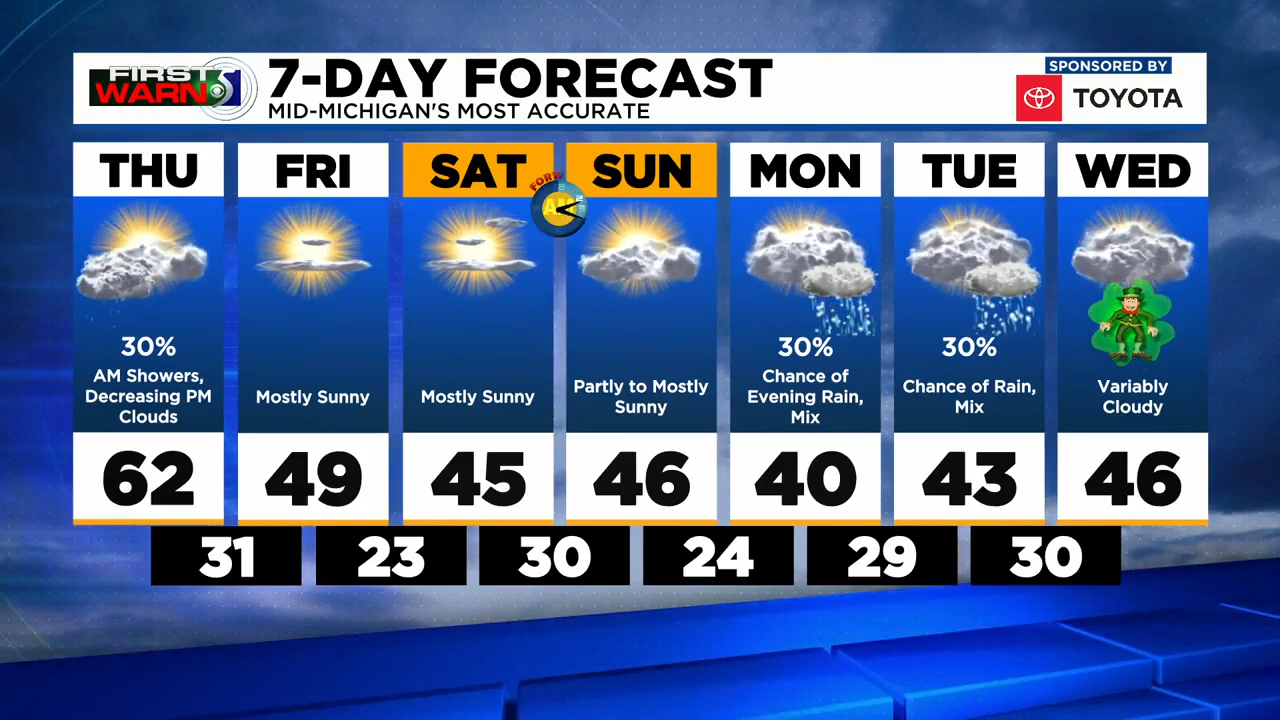 FIRST
WARN 5
7-DAY FORECAST
MID-MICHIGAN'S MOST ACCURATE
SPONSORED BY
TOYOTA
THU
FRI
SAT
SUN
MON
TUE
WED
FORW
AM
30%
AM Showers,
Decreasing PM
Clouds
Mostly Sunny
Mostly Sunny
Partly to Mostly
Sunny
30%
Chance of
Evening Rain,
Mix
30%
Chance of Rain,
Mix
Variably
Cloudy
62
49
45
46
40
43
46
31
23
30
24
29
30